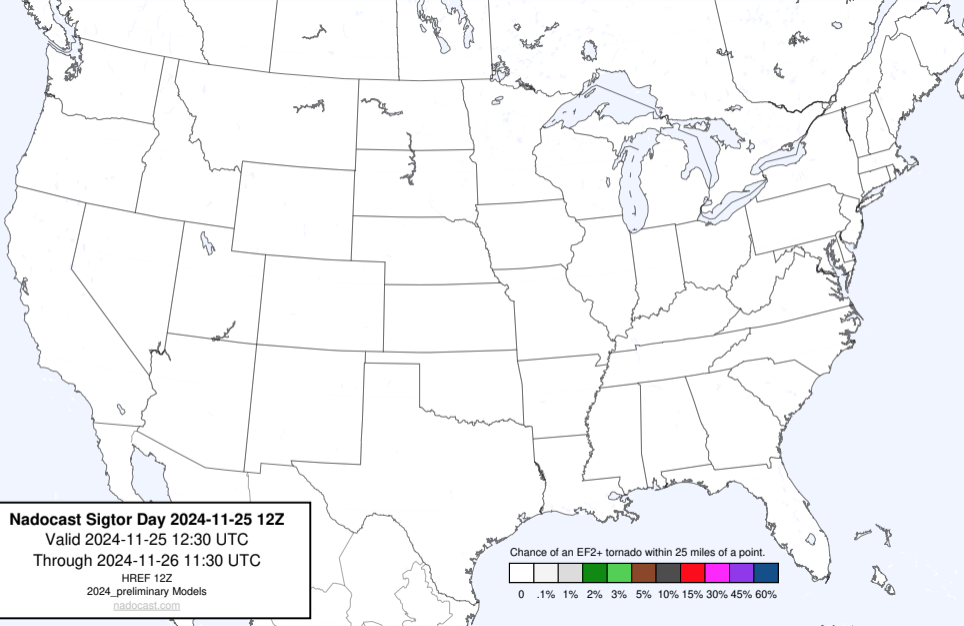 Nadocast Sigtor Day 2024-11-25 12Z
Valid 2024-11-25 12:30 UTC
Through 2024-11-26 11:30 UTC
HREF 12Z
2024_preliminary Models
nadocast.com
Chance of an EF2+ tornado within 25 miles of a point.
0 .1% 1% 2% 3% 5% 10% 15% 30% 45% 60%